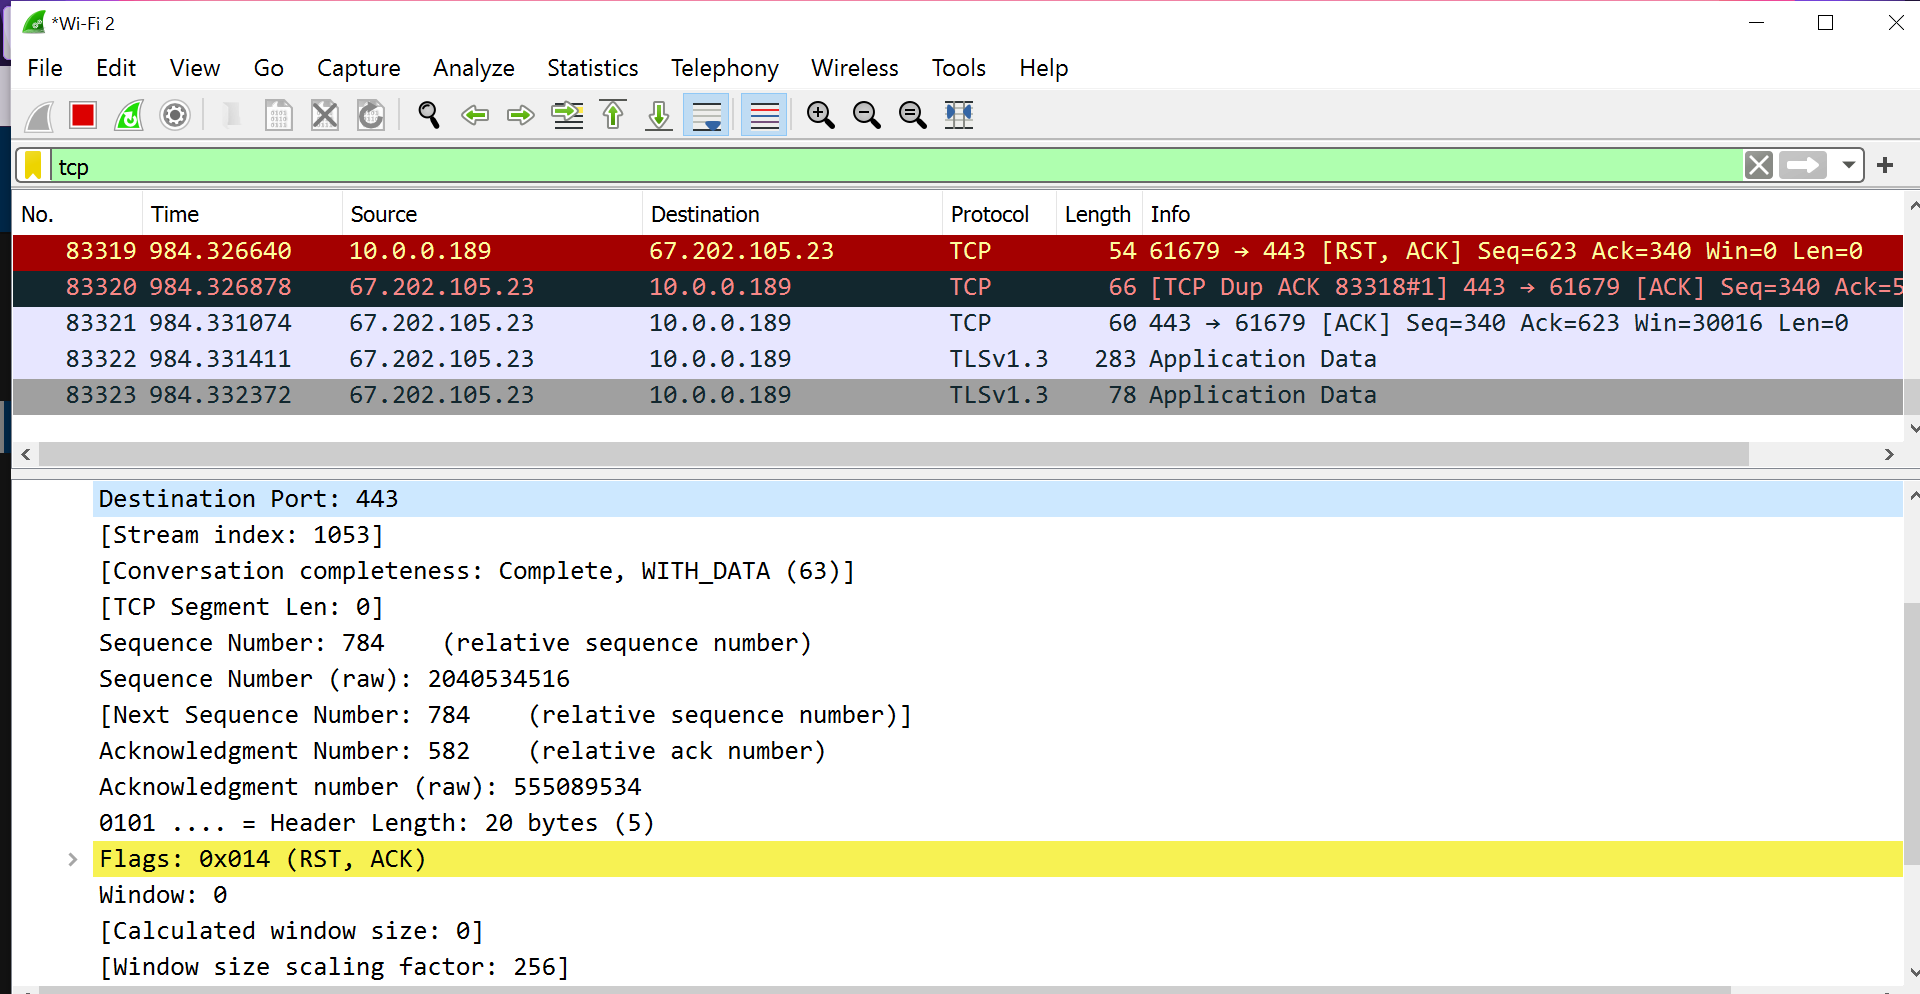 *Wi-Fi 2
File Edit View Go Capture Analyze Statistics Telephony Wireless Tools Help
tcp
No. Time Source Destination Protocol Length Info
83319 984.326640 10.0.0.189 67.202.105.23 TCP 54 61679 → 443 [RST, ACK] Seq=623 Ack=340 Win=0 Len=0
83320 984.326878 67.202.105.23 10.0.0.189 TCP 66 [TCP Dup ACK 83318#1] 443 → 61679 [ACK] Seq=340 Ack=5
83321 984.331074 67.202.105.23 10.0.0.189 TCP 60 443 → 61679 [ACK] Seq=340 Ack=623 Win=30016 Len=0
83322 984.331411 67.202.105.23 10.0.0.189 TLSv1.3 283 Application Data
83323 984.332372 67.202.105.23 10.0.0.189 TLSv1.3 78 Application Data
Destination Port: 443
[Stream index: 1053]
[Conversation completeness: Complete, WITH_DATA (63)]
[TCP Segment Len: 0]
Sequence Number: 784 (relative sequence number)
Sequence Number (raw): 2040534516
[Next Sequence Number: 784 (relative sequence number)]
Acknowledgment Number: 582 (relative ack number)
Acknowledgment number (raw): 555089534
0101 .... = Header Length: 20 bytes (5)
Flags: 0x014 (RST, ACK)
Window: 0
[Calculated window size: 0]
[Window size scaling factor: 256]